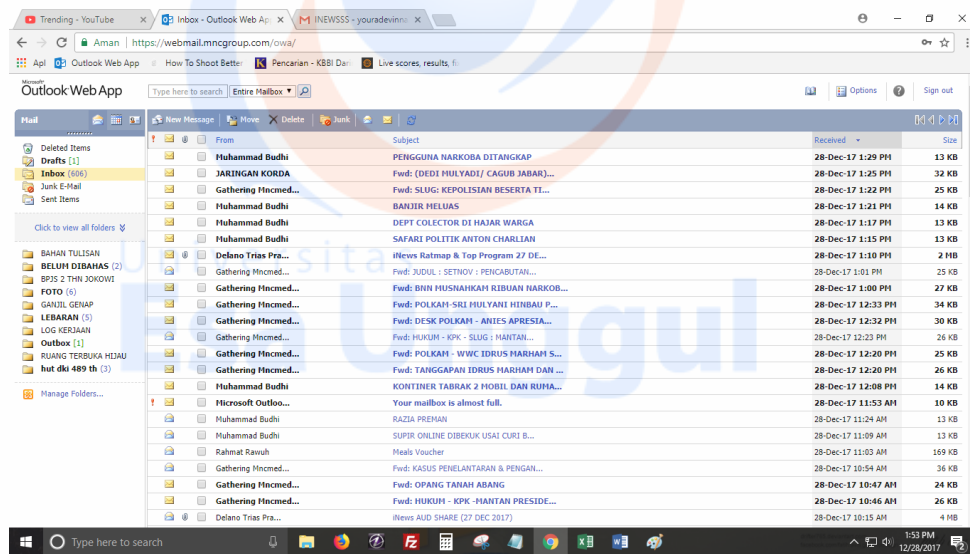 Trending - YouTube
Inbox - Outlook Web Ap
INEWSSS - youradevinna
Aman | https://webmail.mncgroup.com/owa/
Apl Outlook Web App How To Shoot Better Pencarian - KBBI Dari Live scores, results, fi
Microsoft
Outlook Web App
Type here to search Entire Mailbox
Options
Sign out
Mail
New Message Move Delete Junk
Deleted Items
Drafts [1]
Inbox (606)
Junk E-Mail
Sent Items
Click to view all folders
BAHAN TULISAN
BELUM DIBAHAS (2)
BPJS 2 THN JOKOWI
FOTO (6)
GANJIL GENAP
LEBARAN (5)
LOG KERJAAN
Outbox [1]
RUANG TERBUKA HIJAU
hut dki 489 th (3)
Manage Folders...
From Subject Received Size
Muhammad Budhi PENGGUNA NARKOBA DITANGKAP 28-Dec-17 1:29 PM 13 KB
JARINGAN KORDA Fwd: (DEDI MULYADI/ CAGUB JABAR)... 28-Dec-17 1:25 PM 32 KB
Gathering Mncmed... Fwd: SLUG: KEPOLISIAN BESERTA TI... 28-Dec-17 1:22 PM 25 KB
Muhammad Budhi BANJIR MELUAS 28-Dec-17 1:21 PM 14 KB
Muhammad Budhi DEPT COLECTOR DI HAJAR WARGA 28-Dec-17 1:17 PM 13 KB
Muhammad Budhi SAFARI POLITIK ANTON CHARLIAN 28-Dec-17 1:15 PM 13 KB
Delano Trias Pra... iNews Ratmap & Top Program 27 DE... 28-Dec-17 1:10 PM 2 MB
Gathering Mncmed... Fwd: JUDUL : SETNOV : PENCABUTAN... 28-Dec-17 1:01 PM 25 KB
Gathering Mncmed... Fwd: BNN MUSNAHKAM RIBUAN NARKOB... 28-Dec-17 1:00 PM 27 KB
Gathering Mncmed... Fwd: POLKAM-SRI MULYANI HINBAU P... 28-Dec-17 12:33 PM 34 KB
Gathering Mncmed... Fwd: DESK POLKAM - ANIES APRESIA... 28-Dec-17 12:32 PM 30 KB
Gathering Mncmed... Fwd: HUKUM - KPK - SLUG : MANTAN... 28-Dec-17 12:23 PM 26 KB
Gathering Mncmed... Fwd: POLKAM - WWC IDRUS MARHAM S... 28-Dec-17 12:20 PM 25 KB
Gathering Mncmed... Fwd: TANGGAPAN IDRUS MARHAM DAN ... 28-Dec-17 12:20 PM 26 KB
Muhammad Budhi KONTINER TABRAK 2 MOBIL DAN RUMA... 28-Dec-17 12:08 PM 14 KB
Microsoft Outloo... Your mailbox is almost full. 28-Dec-17 11:53 AM 10 KB
Muhammad Budhi RAZIA PREMAN 28-Dec-17 11:24 AM 13 KB
Muhammad Budhi SUPIR ONLINE DIBEKUK USAI CURI B... 28-Dec-17 11:09 AM 13 KB
Rahmat Rawuh Meals Voucher 28-Dec-17 11:03 AM 169 KB
Gathering Mncmed... Fwd: KASUS PENELANTARAN & PENGAN... 28-Dec-17 10:54 AM 36 KB
Gathering Mncmed... Fwd: OPANG TANAH ABANG 28-Dec-17 10:47 AM 24 KB
Gathering Mncmed... Fwd: HUKUM - KPK -MANTAN PRESIDE... 28-Dec-17 10:46 AM 26 KB
Delano Trias Pra... iNews AUD SHARE (27 DEC 2017) 28-Dec-17 10:15 AM 4 MB
Universitas
Esa Unggul
Type here to search
1:53 PM
12/28/2017